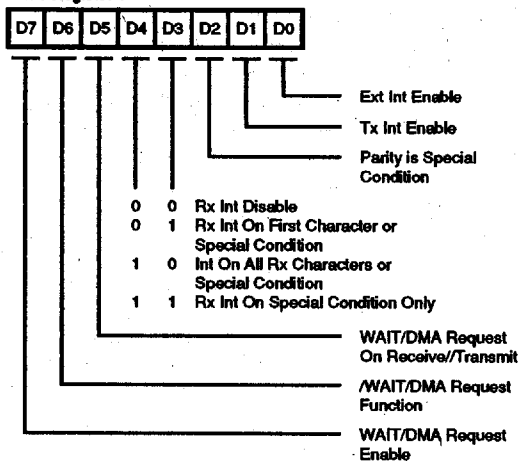 D7 D6 D5 D4 D3 D2 D1 D0
Ext Int Enable
Tx Int Enable
Parity is Special
Condition
0 0 Rx Int Disable
0 1 Rx Int On First Character or
Special Condition
1 0 Int On All Rx Characters or
Special Condition
1 1 Rx Int On Special Condition Only
WAIT/DMA Request
On Receive//Transmit
/WAIT/DMA Request
Function
WAIT/DMA Request
Enable